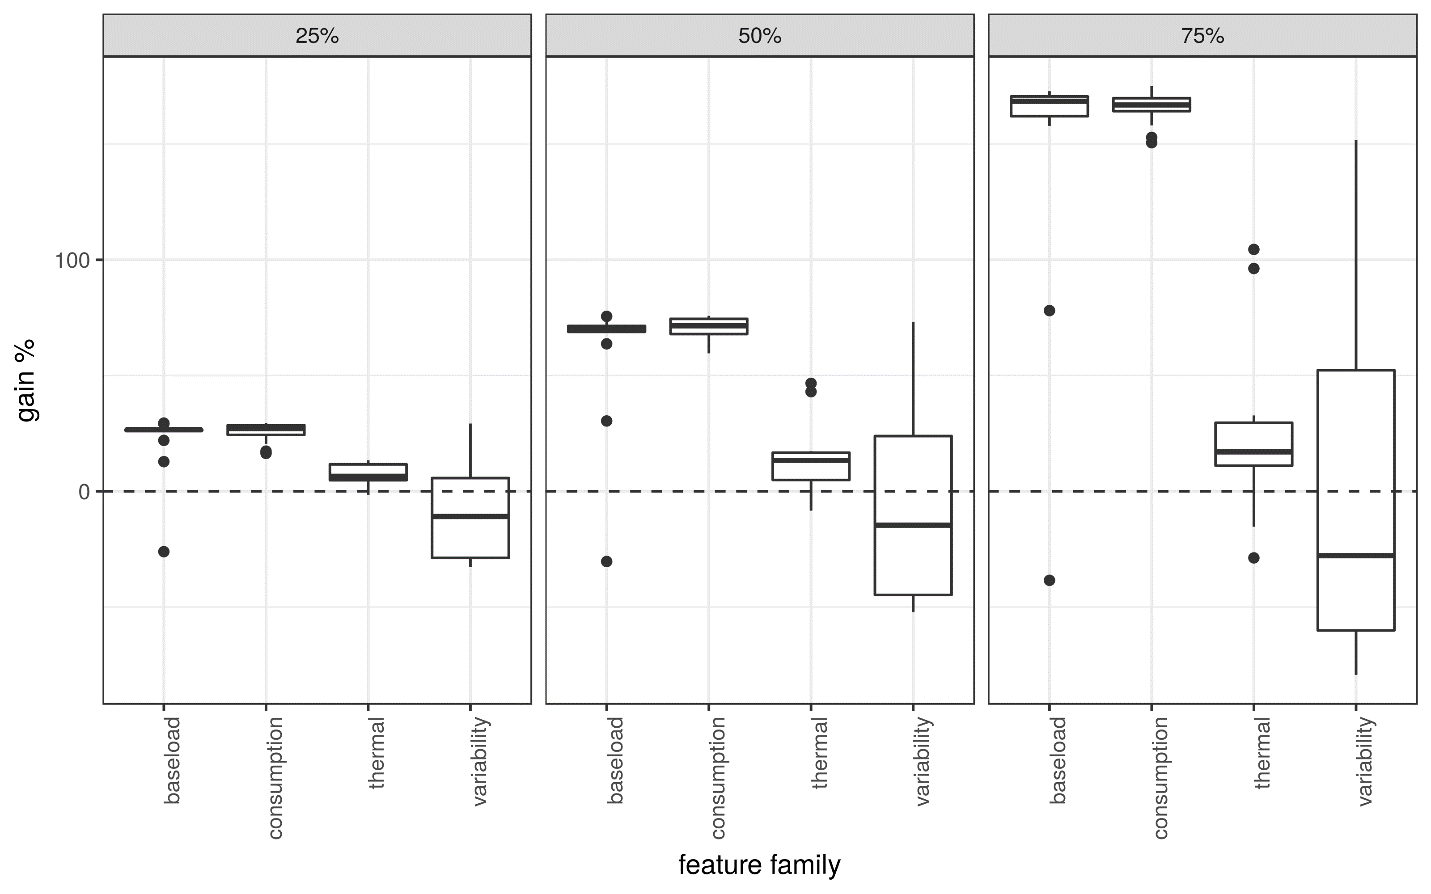 25%
50%
75%
gain %
100
0
baseload
consumption
thermal
variability
baseload
consumption
thermal
variability
baseload
consumption
thermal
variability
feature family